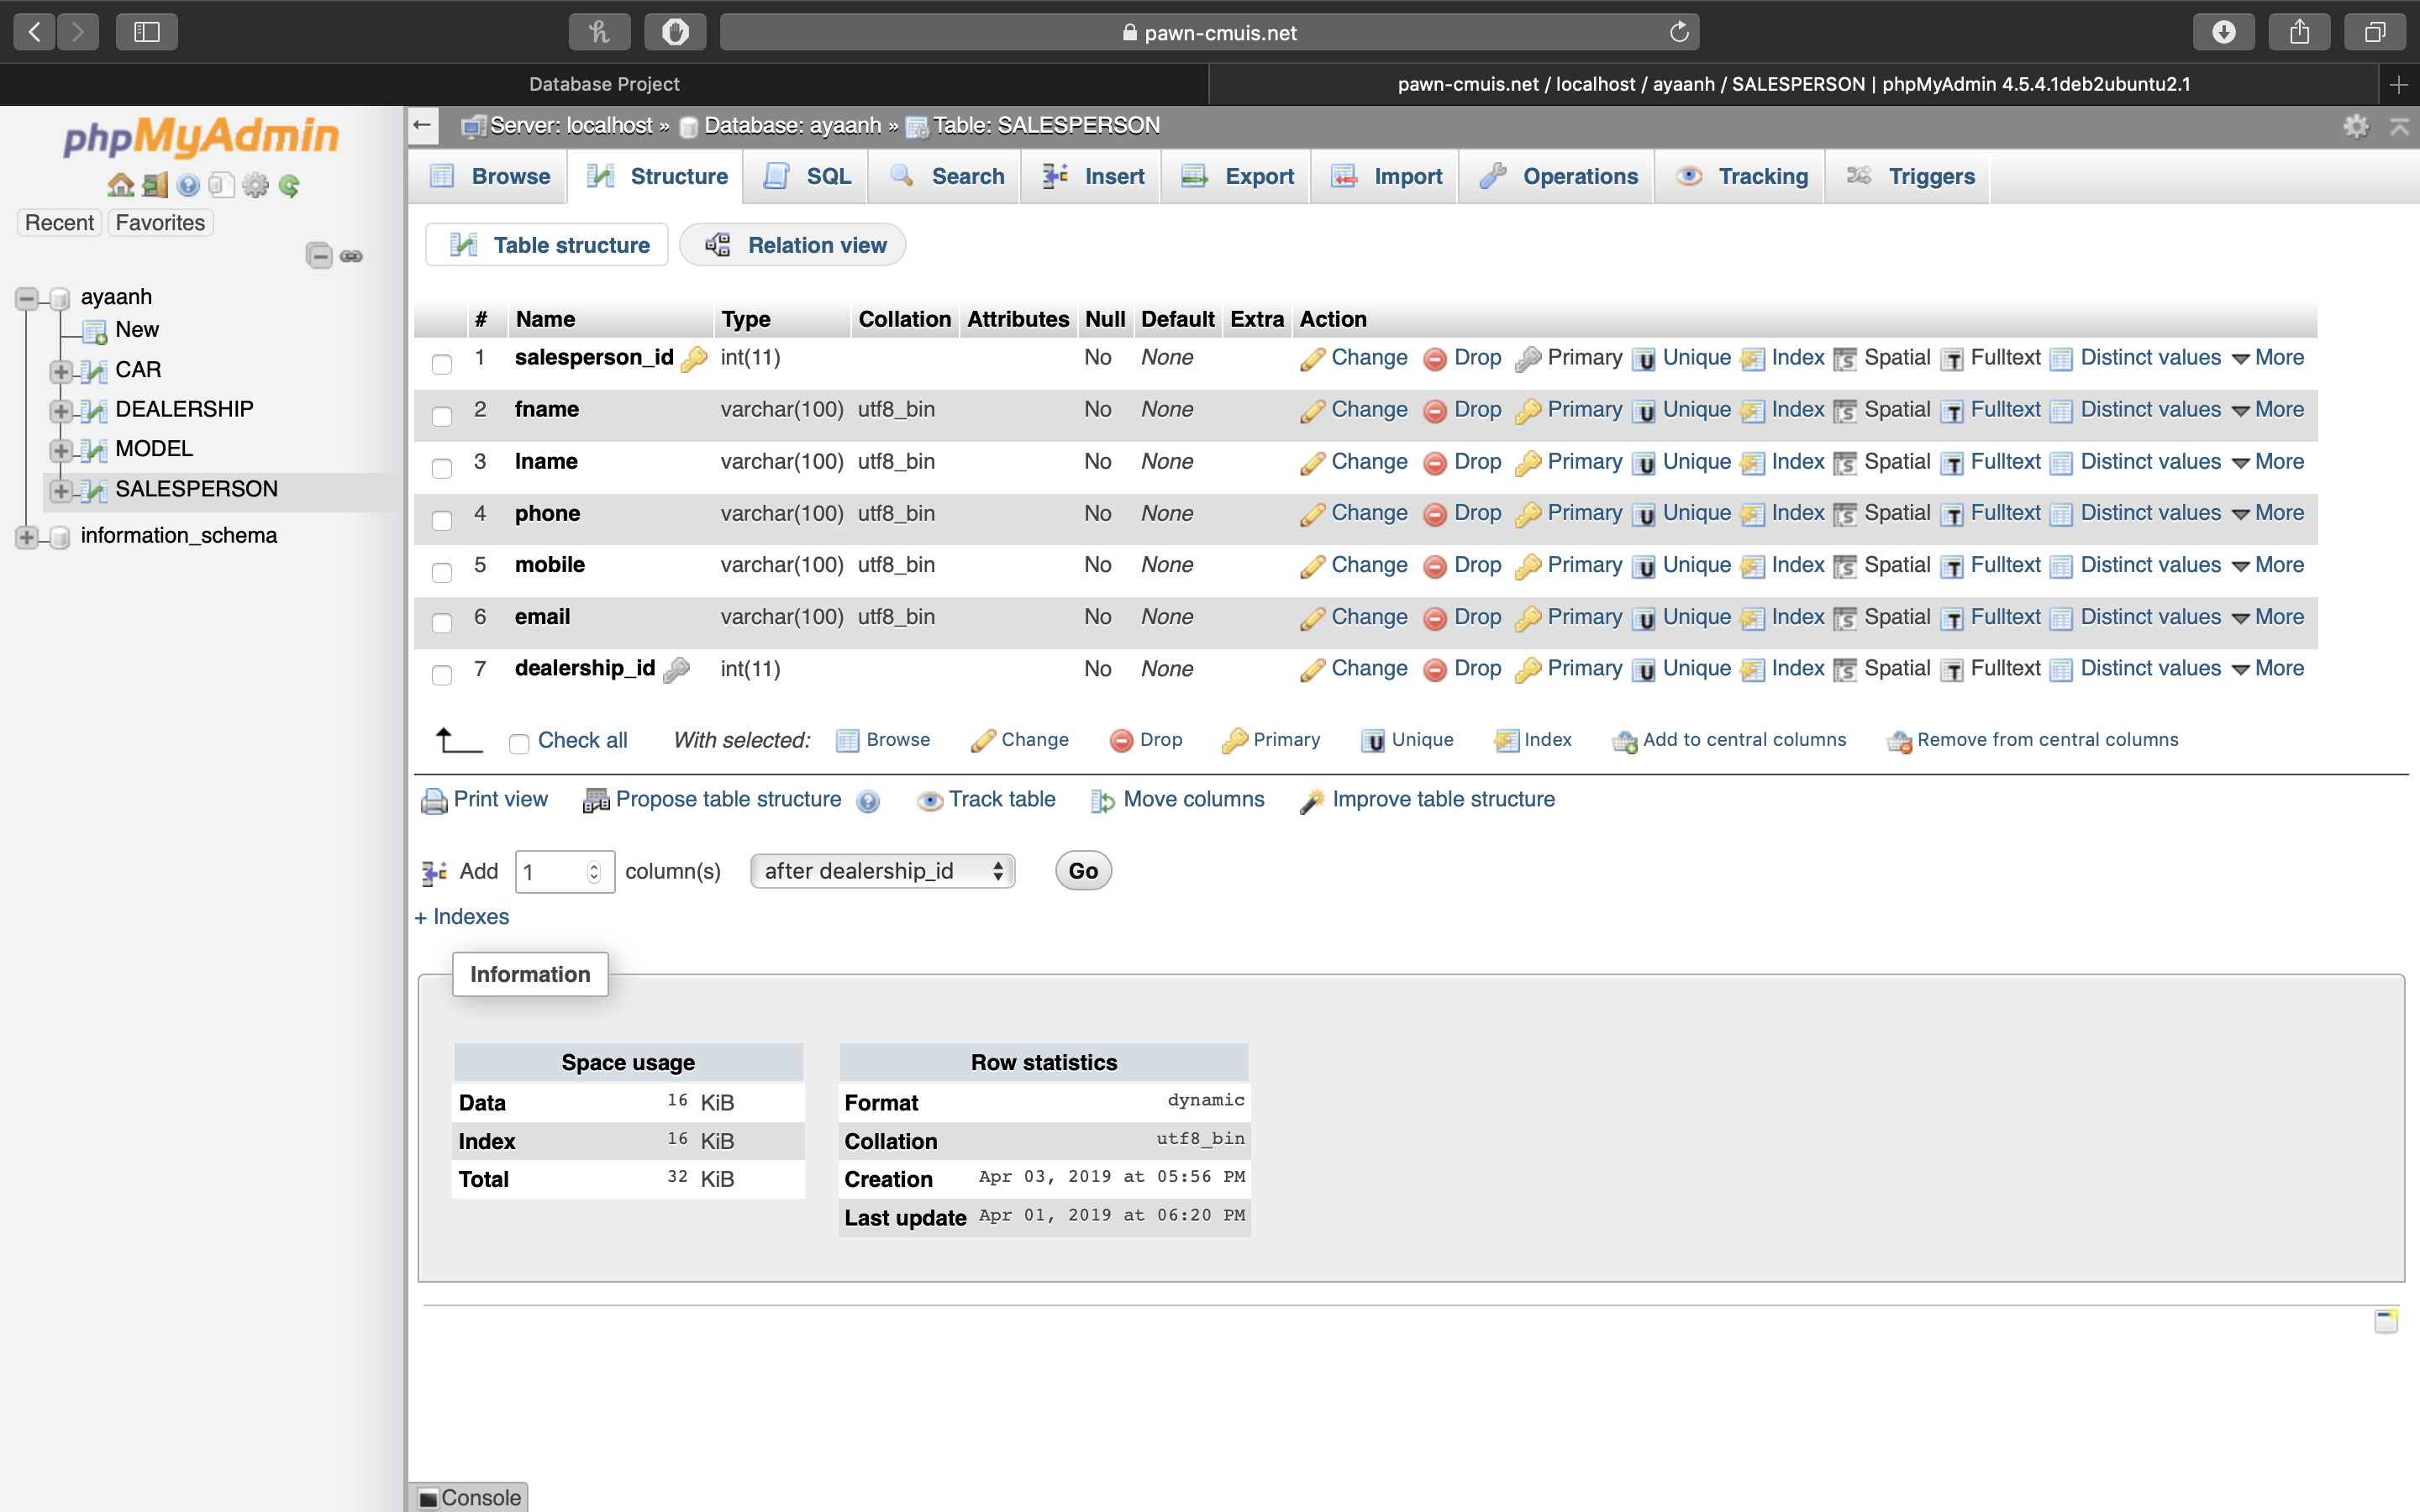 pawn-cmuis.net
Database Project
pawn-cmuis.net / localhost / ayaanh / SALESPERSON | phpMyAdmin 4.5.4.1deb2ubuntu2.1
phpMyAdmin
Recent Favorites
ayaanh
New
CAR
DEALERSHIP
MODEL
SALESPERSON
information_schema
Server: localhost » Database: ayaanh » Table: SALESPERSON
Browse Structure SQL Search Insert Export Import Operations Tracking Triggers
Table structure Relation view
# Name Type Collation Attributes Null Default Extra Action
1 salesperson_id int(11) No None Change Drop Primary Unique Index Spatial Fulltext Distinct values More
2 fname varchar(100) utf8_bin No None Change Drop Primary Unique Index Spatial Fulltext Distinct values More
3 lname varchar(100) utf8_bin No None Change Drop Primary Unique Index Spatial Fulltext Distinct values More
4 phone varchar(100) utf8_bin No None Change Drop Primary Unique Index Spatial Fulltext Distinct values More
5 mobile varchar(100) utf8_bin No None Change Drop Primary Unique Index Spatial Fulltext Distinct values More
6 email varchar(100) utf8_bin No None Change Drop Primary Unique Index Spatial Fulltext Distinct values More
7 dealership_id int(11) No None Change Drop Primary Unique Index Spatial Fulltext Distinct values More
Check all With selected: Browse Change Drop Primary Unique Index Add to central columns Remove from central columns
Print view Propose table structure Track table Move columns Improve table structure
Add 1 column(s) after dealership_id Go
+ Indexes
Information
Space usage
Data 16 KiB
Index 16 KiB
Total 32 KiB
Row statistics
Format dynamic
Collation utf8_bin
Creation Apr 03, 2019 at 05:56 PM
Last update Apr 01, 2019 at 06:20 PM
Console